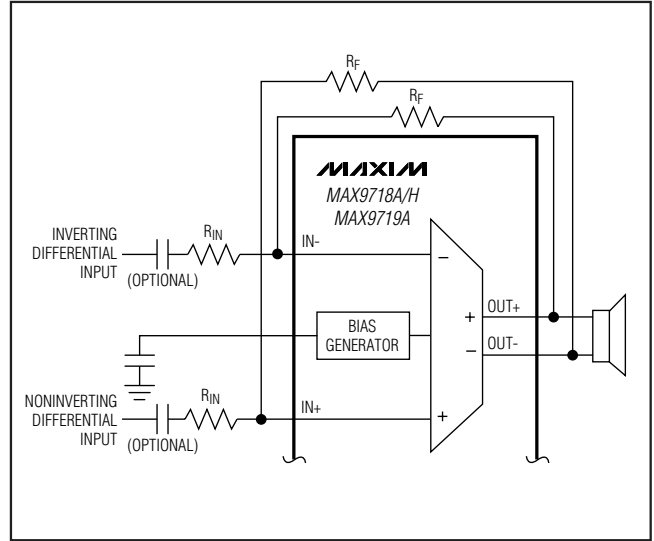 RF
RF
MAXIM
MAX9718A/H
MAX9719A
INVERTING
DIFFERENTIAL
INPUT
(OPTIONAL)
RIN
IN-
−
+
OUT+
−
OUT-
BIAS
GENERATOR
NONINVERTING
DIFFERENTIAL
INPUT
(OPTIONAL)
RIN
IN+
+